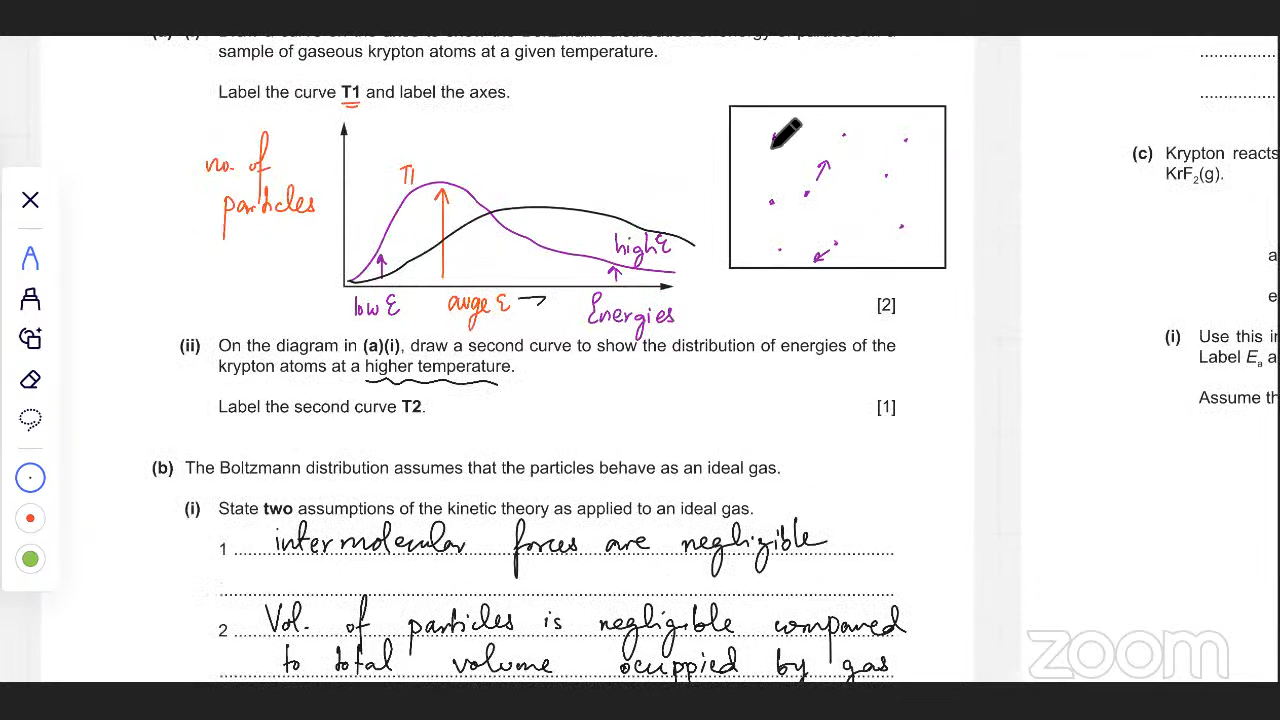 sample of gaseous krypton atoms at a given temperature.
Label the curve T1 and label the axes.
no. of
particles
T1
high E
low E
avge E
Energies
[2]
(ii) On the diagram in (a)(i), draw a second curve to show the distribution of energies of the
krypton atoms at a higher temperature.
Label the second curve T2. [1]
(b) The Boltzmann distribution assumes that the particles behave as an ideal gas.
(i) State two assumptions of the kinetic theory as applied to an ideal gas.
1 intermolecular forces are neglizible
2 Vol. of particles is negligible compared
to total volume ocuppied by gas
(c) Krypton reacts
KrF₂(g).
a
e
(i) Use this i
Label Eₐ a
Assume th
zoom